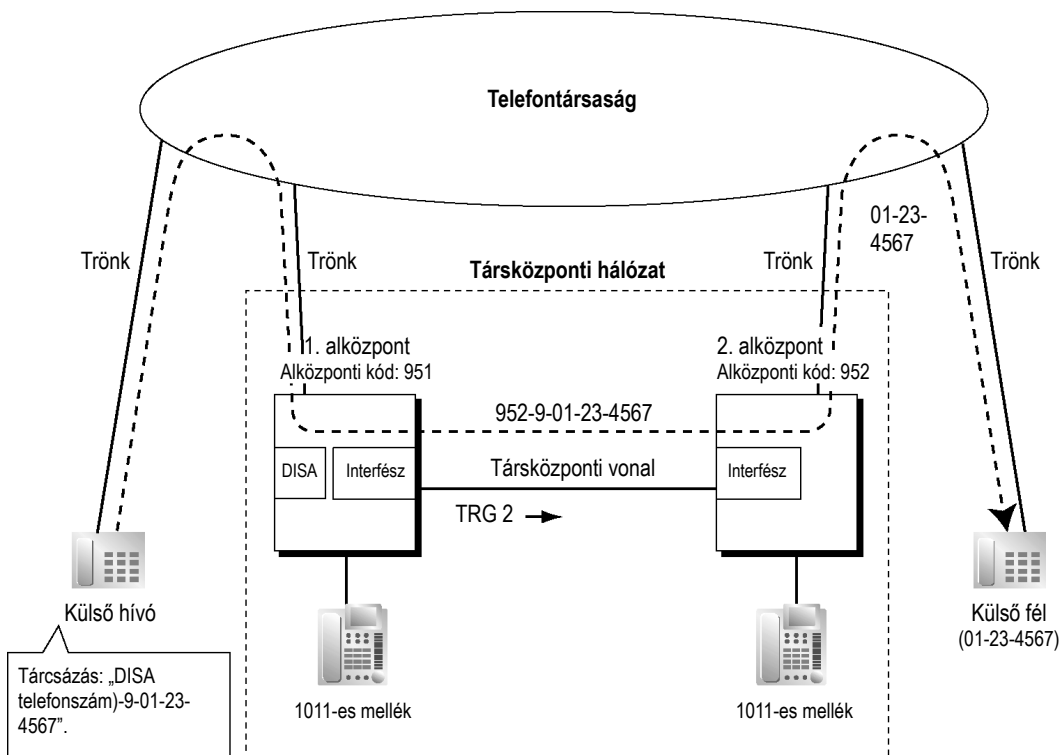 Telefontársaság
01-23-
4567
Trönk
Trönk
Társközponti hálózat
Trönk
Trönk
1. alközpont
Alközponti kód: 951
2. alközpont
Alközponti kód: 952
952-9-01-23-4567
DISA
Interfész
Társközponti vonal
Interfész
TRG 2
Külső hívó
Külső fél
(01-23-4567)
Tárcsázás: „DISA
telefonszám)-9-01-23-
4567”.
1011-es mellék
1011-es mellék